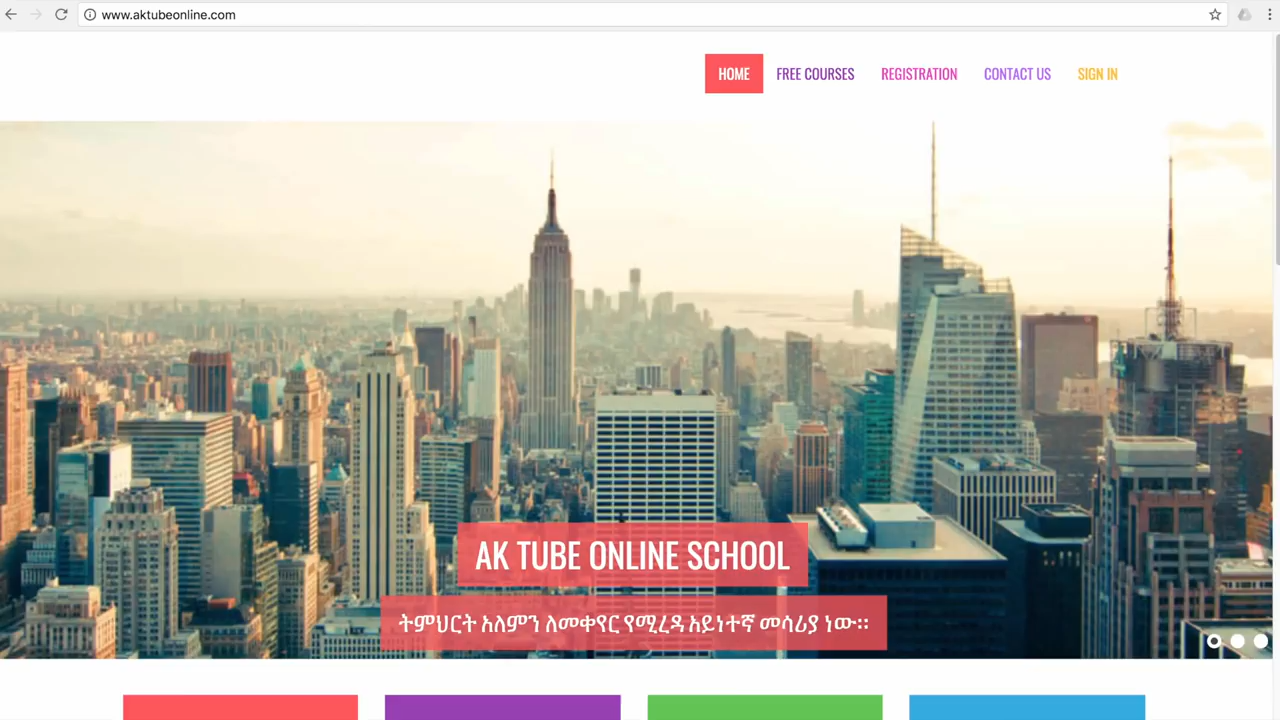 www.aktubeonline.com
HOME
FREE COURSES
REGISTRATION
CONTACT US
SIGN IN
AK TUBE ONLINE SCHOOL
ትምህርት አለምን ለመቀየር የሚረዳ አይነተኛ መሳሪያ ነው።